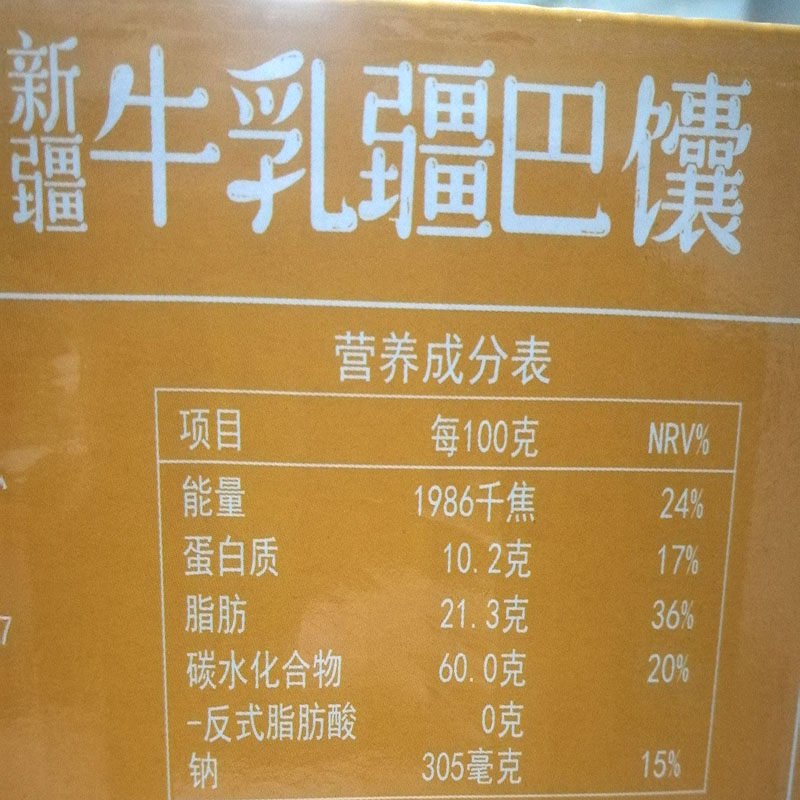 新疆牛乳疆巴馕
营养成分表
项目 每100克 NRV%
能量 1986千焦 24%
蛋白质 10.2克 17%
脂肪 21.3克 36%
碳水化合物 60.0克 20%
-反式脂肪酸 0克
钠 305毫克 15%
7